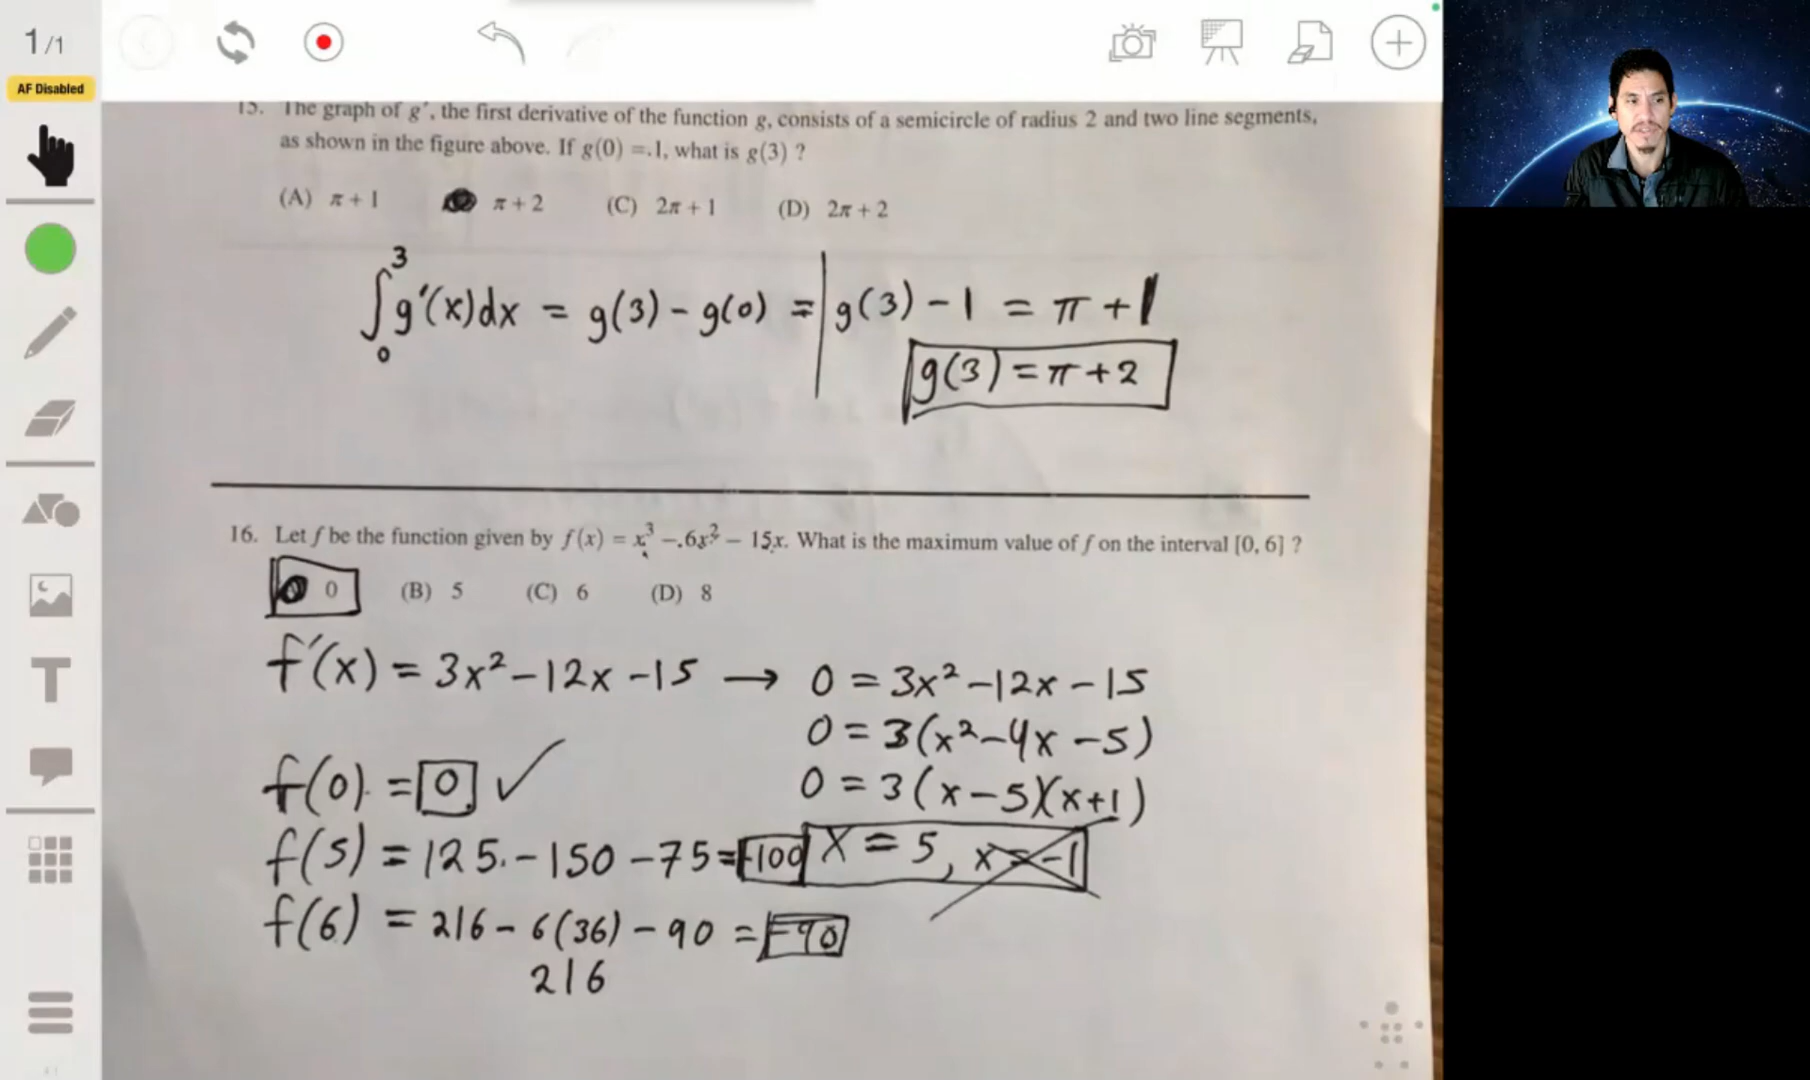 1/1
AF Disabled
15. The graph of g', the first derivative of the function g, consists of a semicircle of radius 2 and two line segments,
as shown in the figure above. If g(0) = 1, what is g(3) ?
(A) π + 1 π + 2 (C) 2π + 1 (D) 2π + 2
∫₀³ g'(x)dx = g(3) - g(0) = g(3) - 1 = π + 1
g(3) = π + 2
16. Let f be the function given by f(x) = x³ - 6x² - 15x. What is the maximum value of f on the interval [0, 6] ?
0 (B) 5 (C) 6 (D) 8
f'(x) = 3x² - 12x - 15 → 0 = 3x² - 12x - 15
0 = 3(x² - 4x - 5)
f(0) = 0 ✓ 0 = 3(x - 5)(x + 1)
f(5) = 125 - 150 - 75 = -100 x = 5, x = -1
f(6) = 216 - 6(36) - 90 = -90
216
T